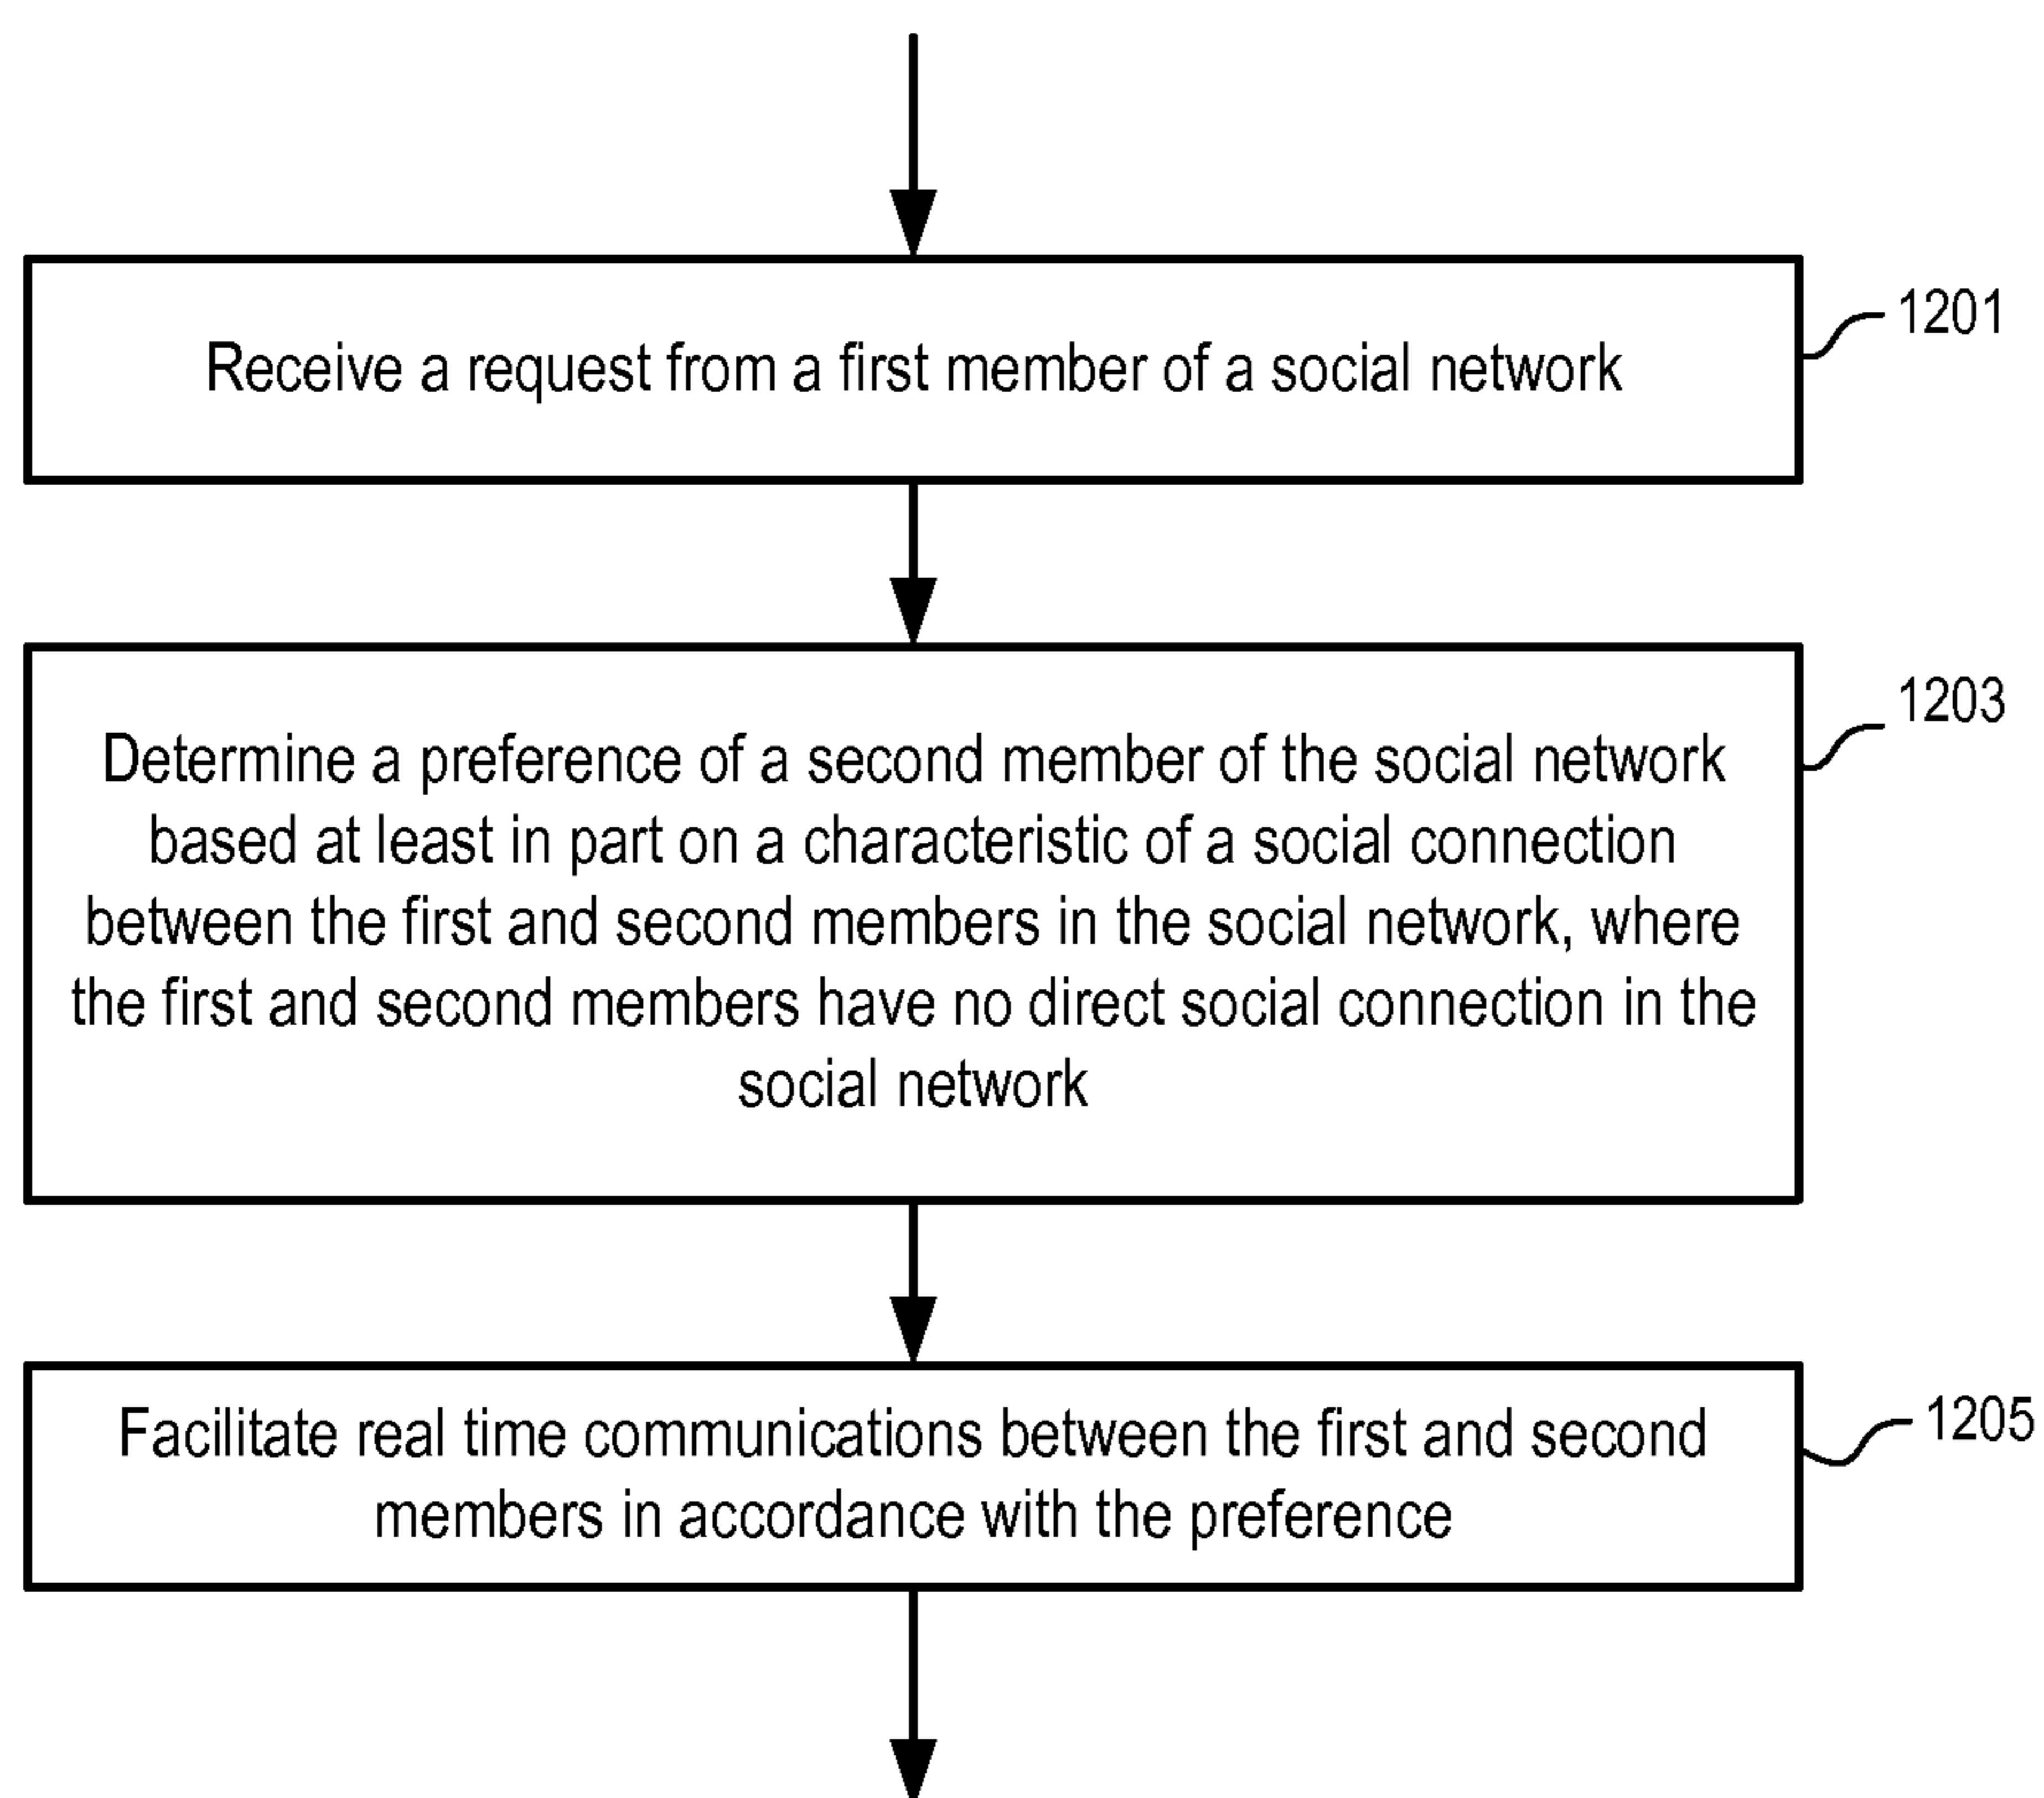 Receive a request from a first member of a social network
1201
Determine a preference of a second member of the social network
based at least in part on a characteristic of a social connection
between the first and second members in the social network, where
the first and second members have no direct social connection in the
social network
1203
Facilitate real time communications between the first and second
members in accordance with the preference
1205